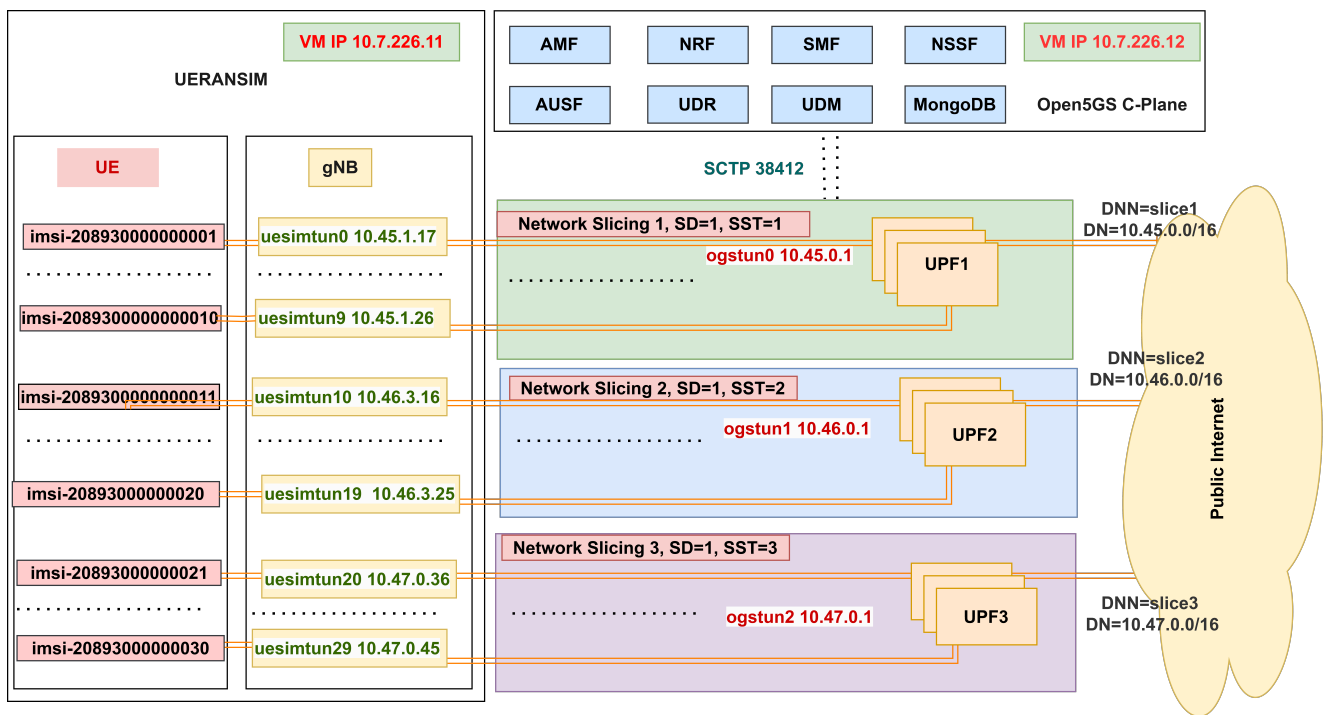 VM IP 10.7.226.11
UERANSIM
UE
gNB
imsi-208930000000001
uesimtun0 10.45.1.17
imsi-2089300000000010
uesimtun9 10.45.1.26
imsi-2089300000000011
uesimtun10 10.46.3.16
imsi-20893000000020
uesimtun19 10.46.3.25
imsi-20893000000021
uesimtun20 10.47.0.36
imsi-20893000000030
uesimtun29 10.47.0.45
AMF
NRF
SMF
NSSF
VM IP 10.7.226.12
AUSF
UDR
UDM
MongoDB
Open5GS C-Plane
SCTP 38412
Network Slicing 1, SD=1, SST=1
ogstun0 10.45.0.1
UPF1
DNN=slice1
DN=10.45.0.0/16
Network Slicing 2, SD=1, SST=2
ogstun1 10.46.0.1
UPF2
DNN=slice2
DN=10.46.0.0/16
Network Slicing 3, SD=1, SST=3
ogstun2 10.47.0.1
UPF3
DNN=slice3
DN=10.47.0.0/16
Public Internet